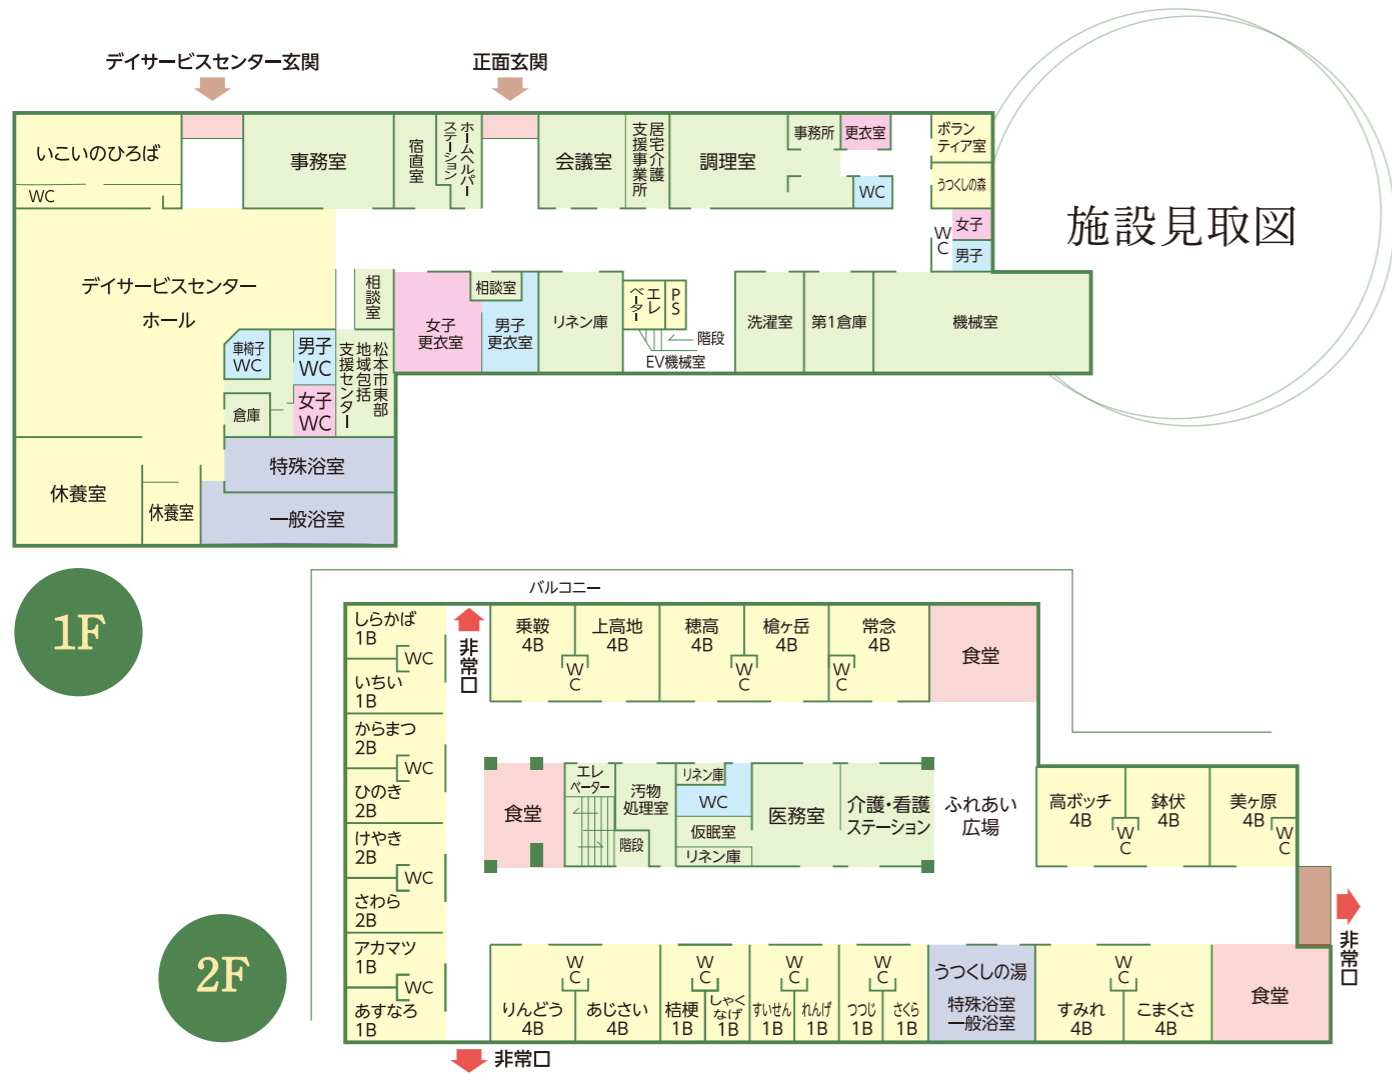 施設見取図
デイサービスセンター玄関
正面玄関
いこいのひろば
WC
事務室
宿直室
ホームヘルパー
ステーション
会議室
居宅介護
支援事業所
調理室
事務所
更衣室
WC
ボラン
ティア室
うつくしの森
WC
女子
男子
デイサービスセンター
ホール
相談室
女子
更衣室
相談室
男子
更衣室
リネン庫
エレ
ベーター
PS
階段
EV機械室
洗濯室
第1倉庫
機械室
車椅子
WC
男子
WC
女子
WC
倉庫
松本市東部
地域包括
支援センター
特殊浴室
一般浴室
休養室
休養室
1F
バルコニー
しらかば
1B
WC
いちい
1B
からまつ
2B
WC
ひのき
2B
けやき
2B
WC
さわら
2B
アカマツ
1B
WC
あすなろ
1B
非常口
乗鞍
4B
上高地
4B
WC
穂高
4B
槍ヶ岳
4B
WC
常念
4B
WC
食堂
食堂
エレ
ベーター
汚物
処理室
階段
リネン庫
WC
仮眠室
リネン庫
医務室
介護・看護
ステーション
ふれあい
広場
高ボッチ
4B
鉢伏
4B
WC
美ヶ原
4B
WC
非常口
2F
WC
りんどう
4B
あじさい
4B
WC
桔梗
1B
しゃく
なげ
1B
WC
すいせん
1B
れんげ
1B
WC
つつじ
1B
さくら
1B
うつくしの湯
特殊浴室
一般浴室
WC
すみれ
4B
こまくさ
4B
食堂
非常口